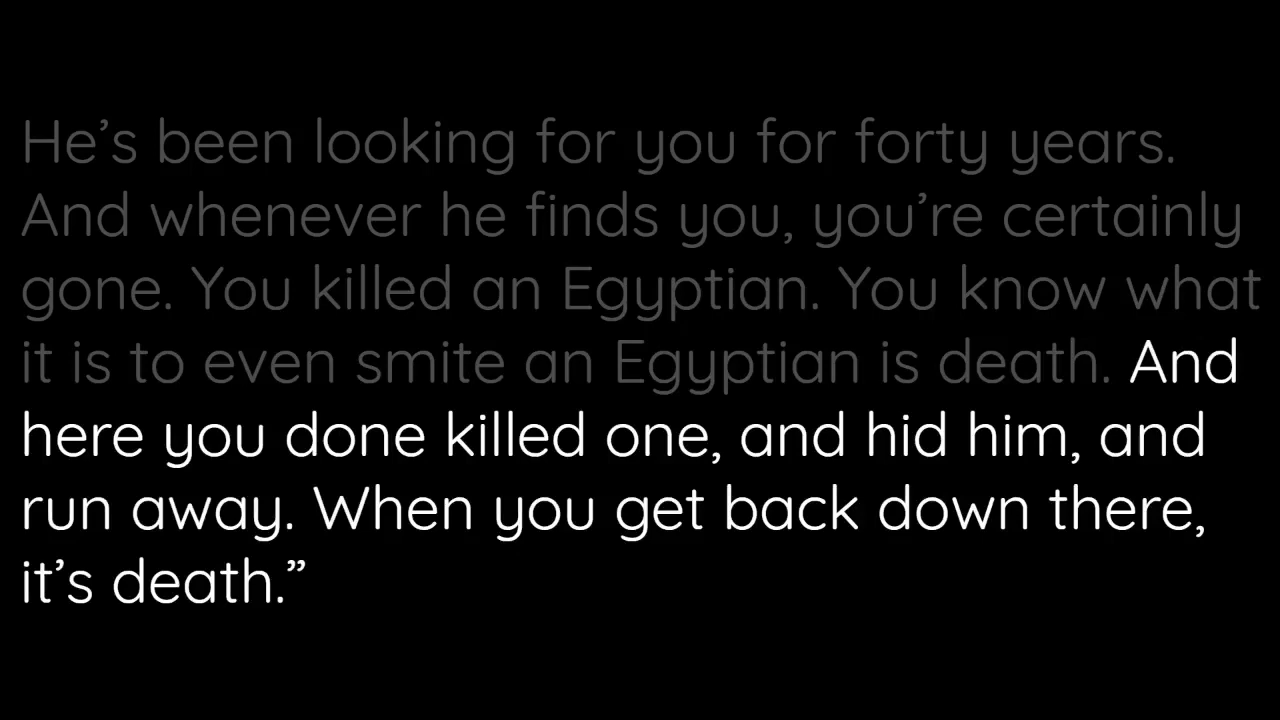 He’s been looking for you for forty years.
And whenever he finds you, you’re certainly
gone. You killed an Egyptian. You know what
it is to even smite an Egyptian is death. And
here you done killed one, and hid him, and
run away. When you get back down there,
it’s death.”